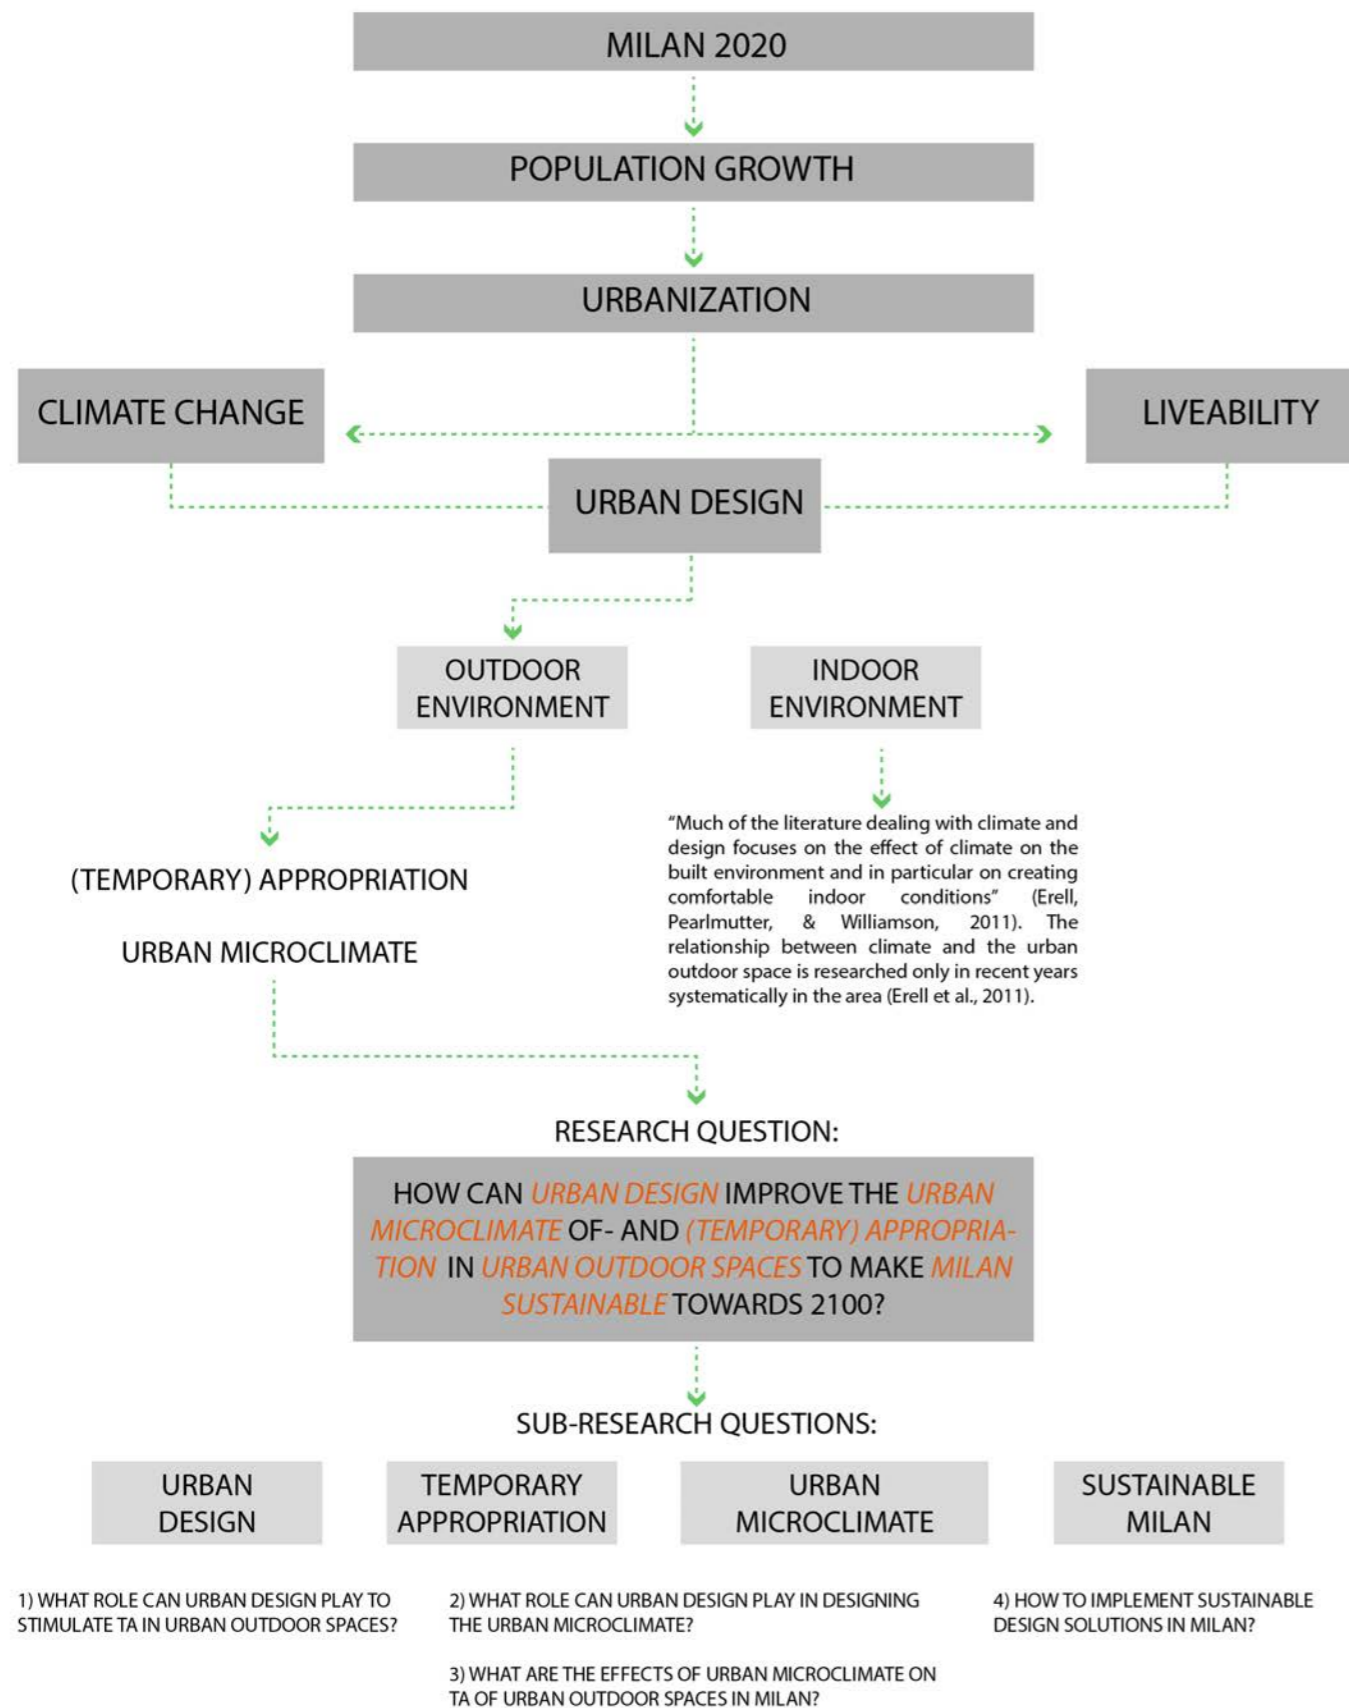 MILAN 2020
POPULATION GROWTH
URBANIZATION
CLIMATE CHANGE
LIVEABILITY
URBAN DESIGN
OUTDOOR
ENVIRONMENT
INDOOR
ENVIRONMENT
(TEMPORARY) APPROPRIATION
URBAN MICROCLIMATE
"Much of the literature dealing with climate and
design focuses on the effect of climate on the
built environment and in particular on creating
comfortable indoor conditions" (Erell,
Pearlmutter, & Williamson, 2011). The
relationship between climate and the urban
outdoor space is researched only in recent years
systematically in the area (Erell et al., 2011).
RESEARCH QUESTION:
HOW CAN URBAN DESIGN IMPROVE THE URBAN
MICROCLIMATE OF- AND (TEMPORARY) APPROPRIA-
TION IN URBAN OUTDOOR SPACES TO MAKE MILAN
SUSTAINABLE TOWARDS 2100?
SUB-RESEARCH QUESTIONS:
URBAN
DESIGN
TEMPORARY
APPROPRIATION
URBAN
MICROCLIMATE
SUSTAINABLE
MILAN
1) WHAT ROLE CAN URBAN DESIGN PLAY TO
STIMULATE TA IN URBAN OUTDOOR SPACES?
2) WHAT ROLE CAN URBAN DESIGN PLAY IN DESIGNING
THE URBAN MICROCLIMATE?
3) WHAT ARE THE EFFECTS OF URBAN MICROCLIMATE ON
TA OF URBAN OUTDOOR SPACES IN MILAN?
4) HOW TO IMPLEMENT SUSTAINABLE
DESIGN SOLUTIONS IN MILAN?